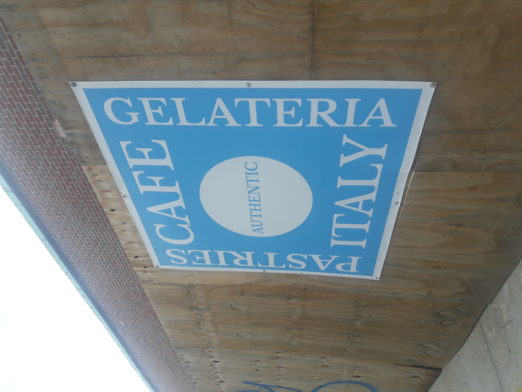 GELATERIA
ITALY
PASTRIES
CAFE
AUTHENTIC